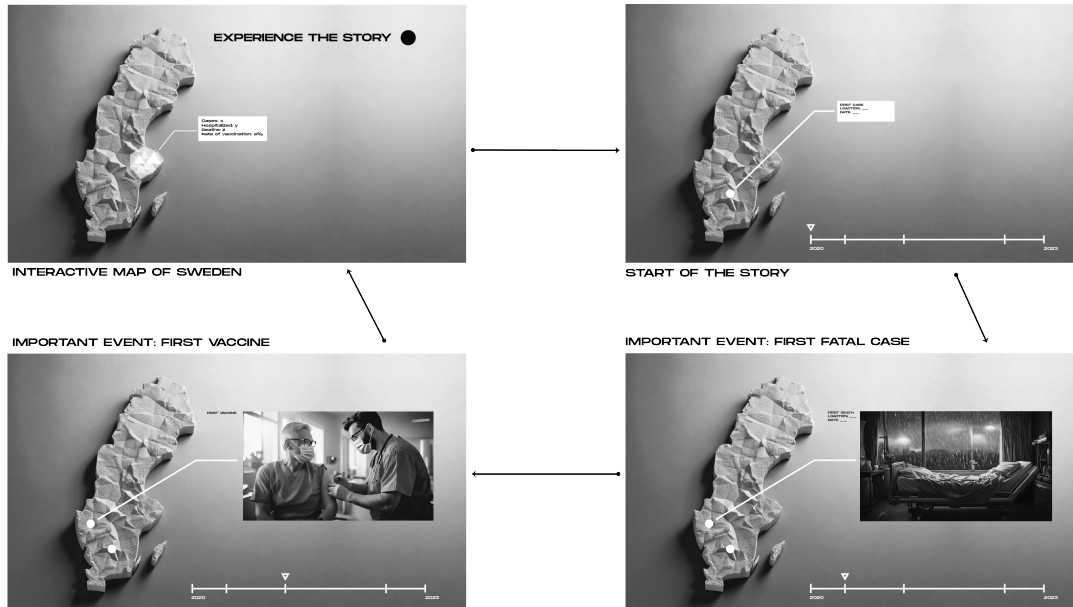 EXPERIENCE THE STORY
Cases: x
Hospitalized: y
Deaths: z
Rate of vaccination: a%
INTERACTIVE MAP OF SWEDEN
FIRST CASE
LOACTION: ___
DATE: ___
2020
2023
START OF THE STORY
IMPORTANT EVENT: FIRST VACCINE
FIRST VACCINE
2020
2023
IMPORTANT EVENT: FIRST FATAL CASE
FIRST DEATH
LOACTION: ___
DATE: ___
2020
2023